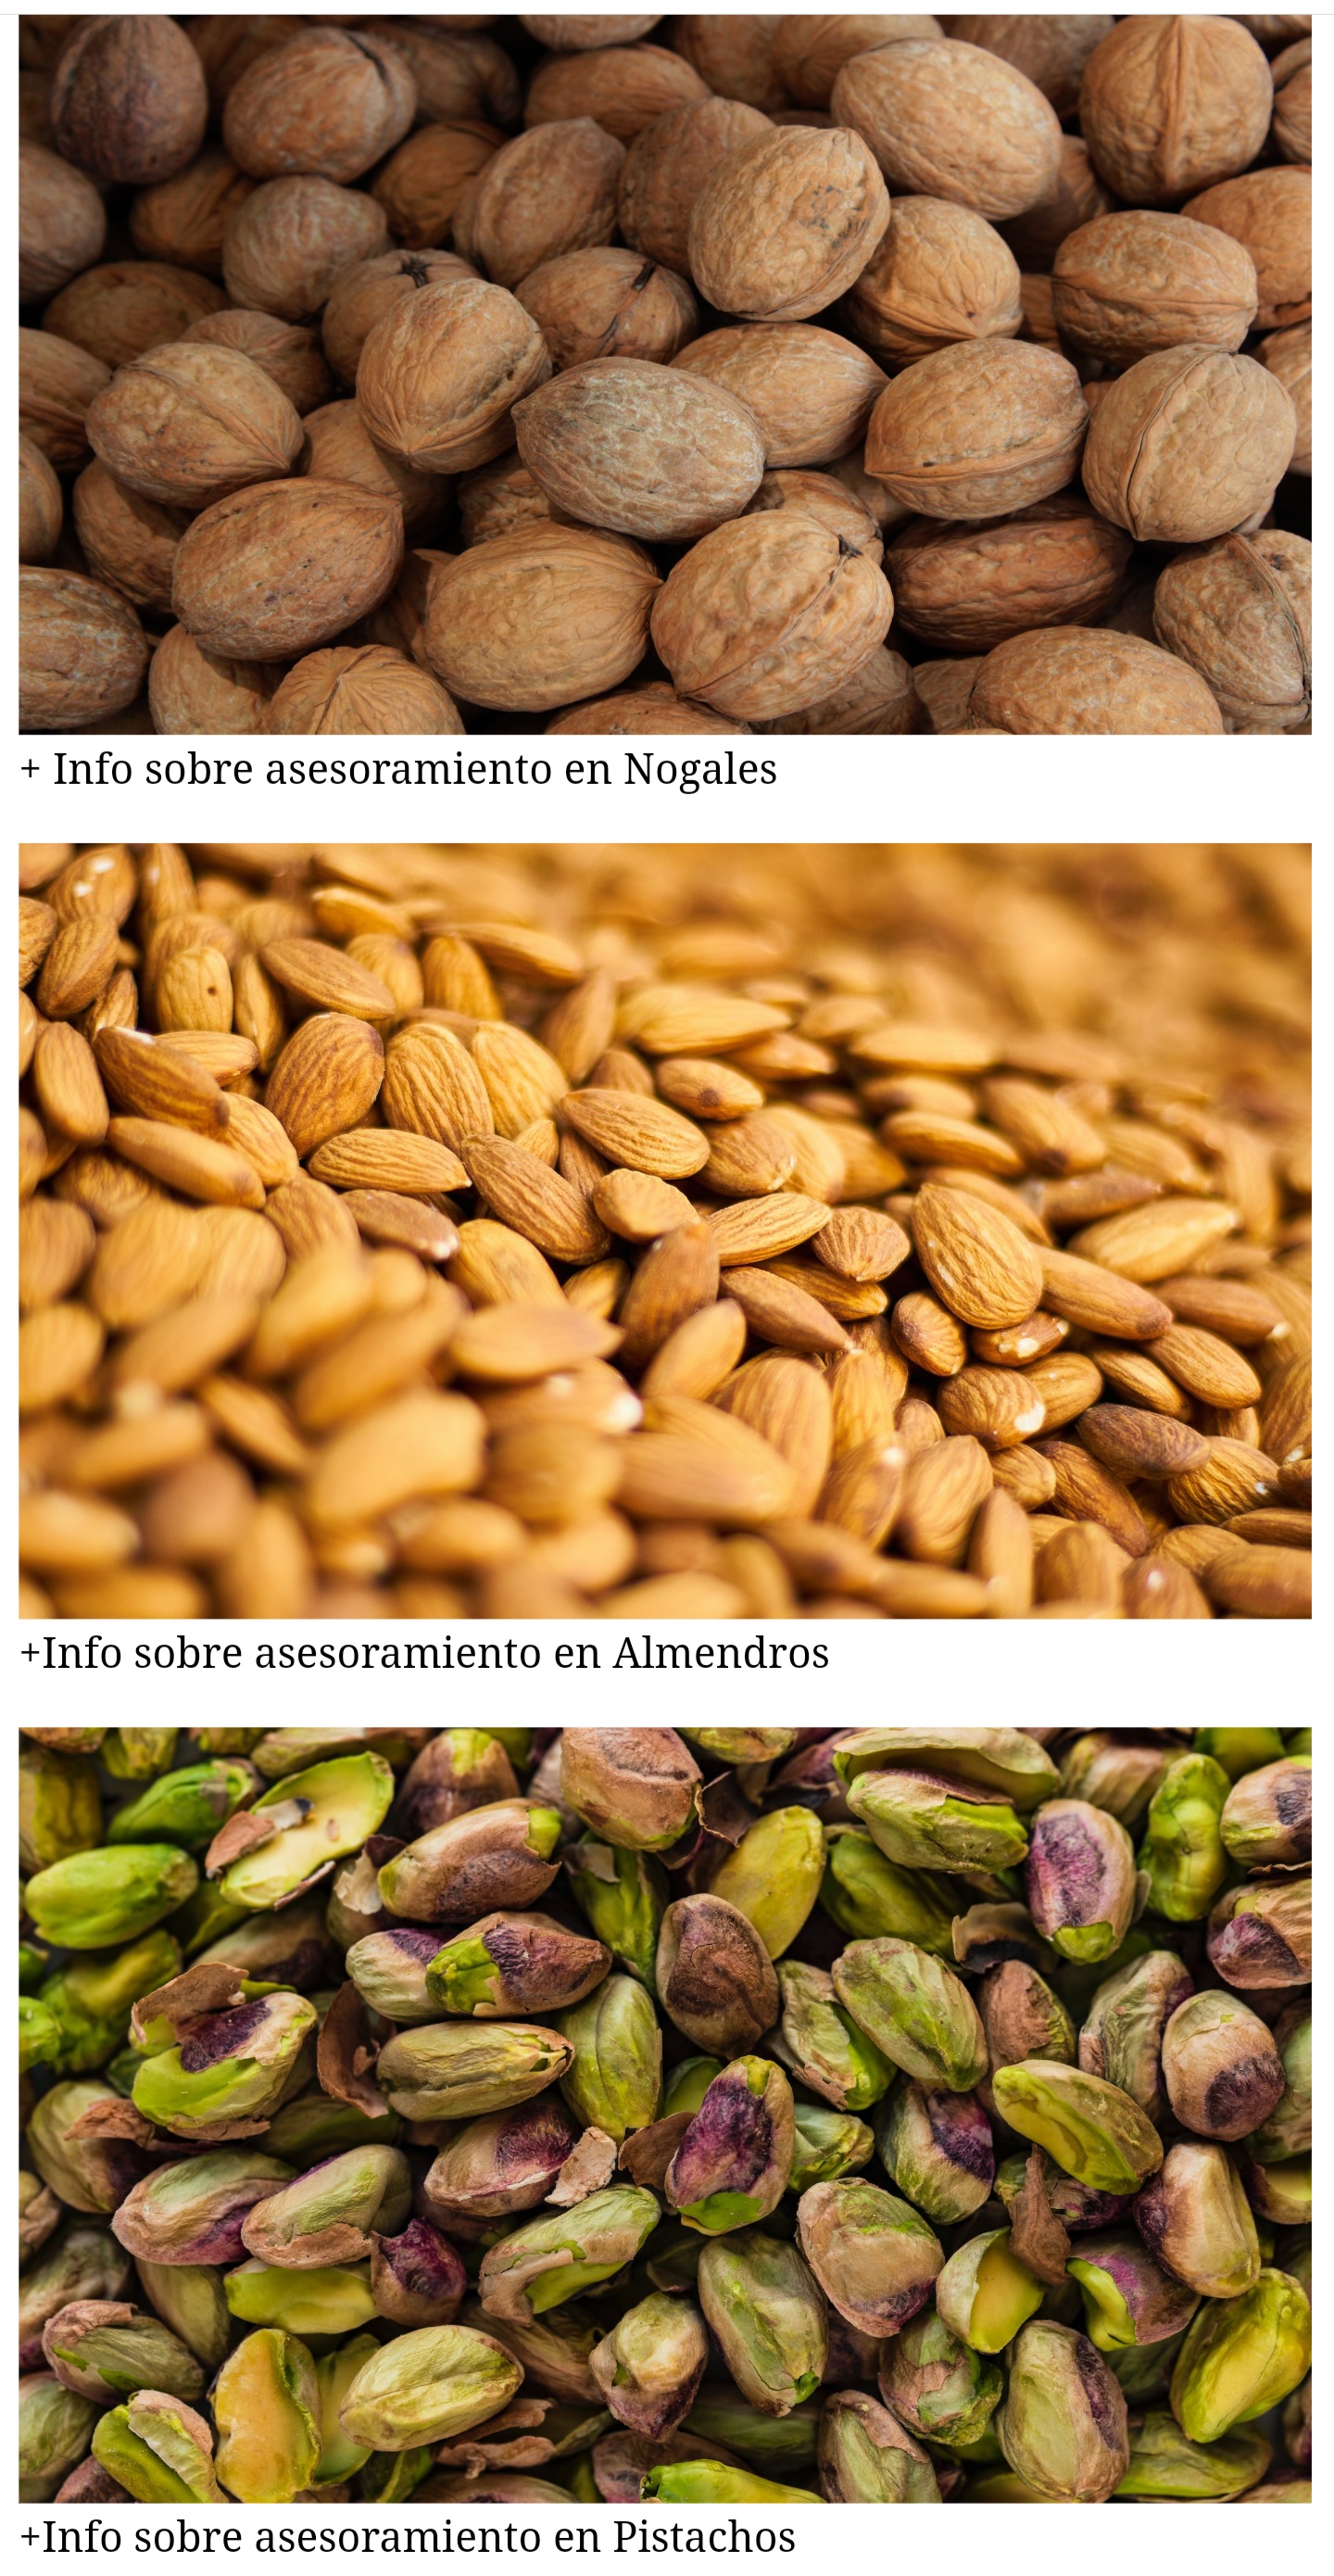 + Info sobre asesoramiento en Nogales
+Info sobre asesoramiento en Almendros
+Info sobre asesoramiento en Pistachos